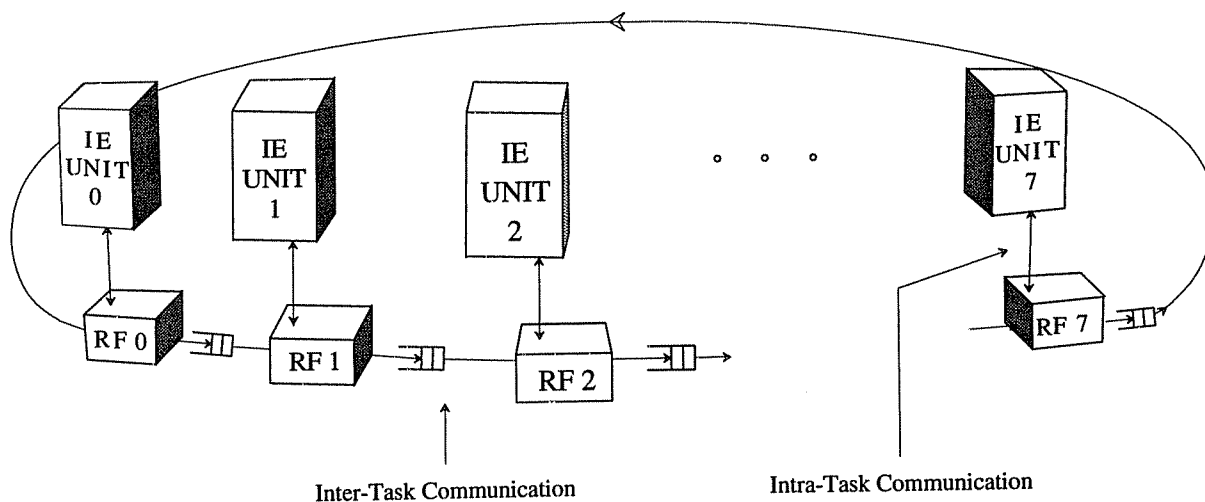 IE
UNIT
0
IE
UNIT
1
IE
UNIT
2
IE
UNIT
7
RF 0
RF 1
RF 2
RF 7
Inter-Task Communication
Intra-Task Communication